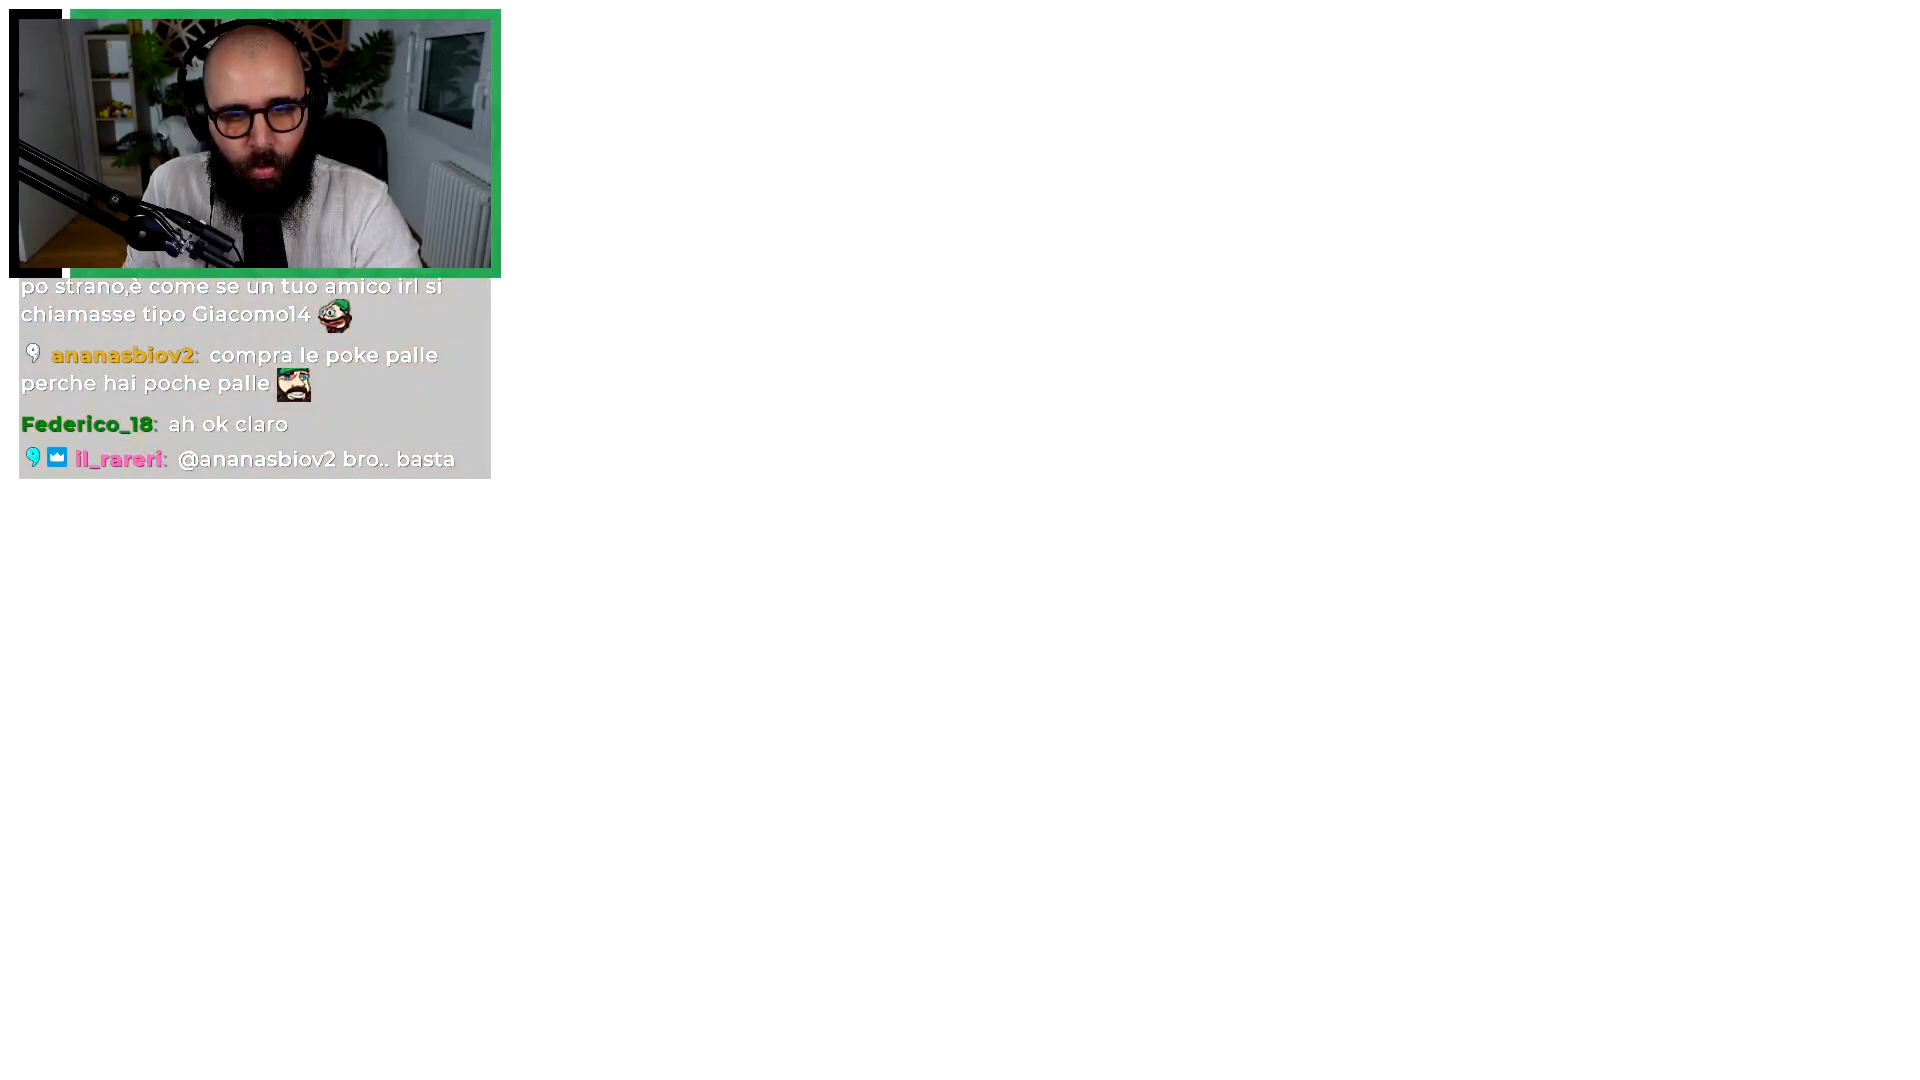 po strano,è come se un tuo amico irl si
chiamasse tipo Giacomo14
ananasbiov2: compra le poke palle
perche hai poche palle
Federico_18: ah ok claro
il_rareri: @ananasbiov2 bro.. basta